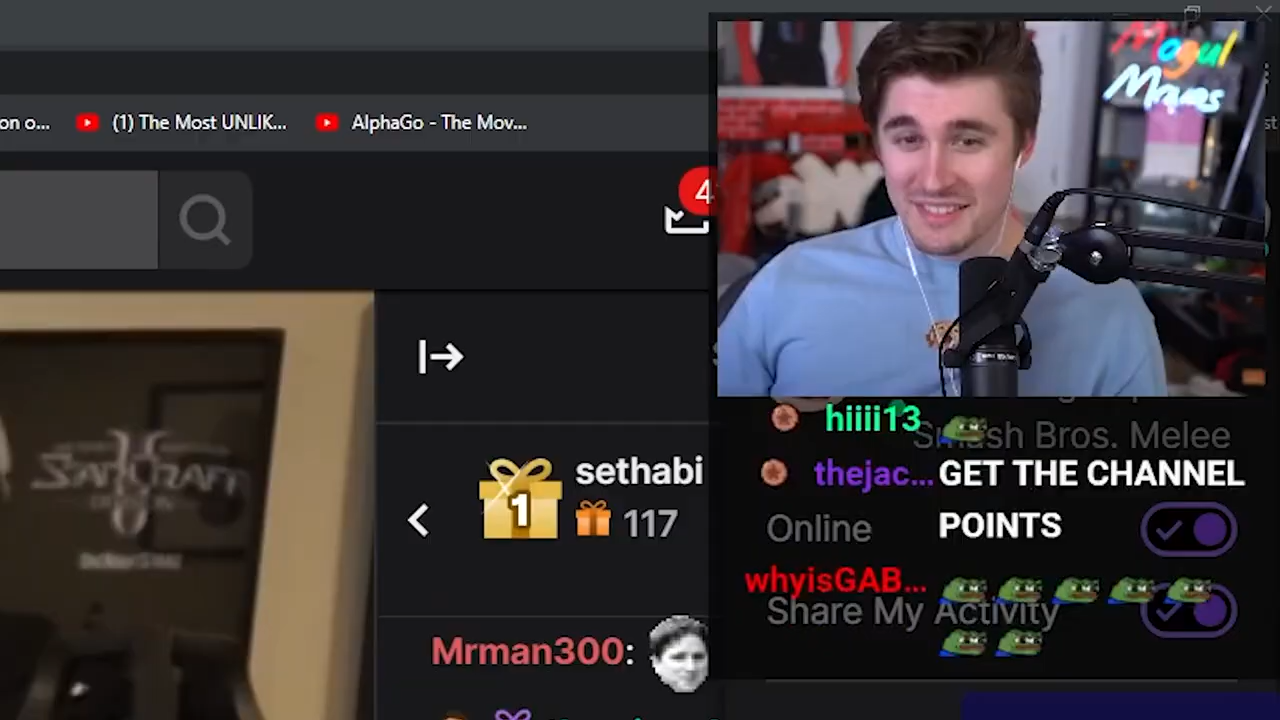 on o...
(1) The Most UNLIK...
AlphaGo - The Mov...
Mogul
Moves
4
STARCRAFT
sethabi
1
117
hiiii13
Smash Bros. Melee
thejac... GET THE CHANNEL
POINTS
Online
whyisGAB...
Share My Activity
Mrman300: